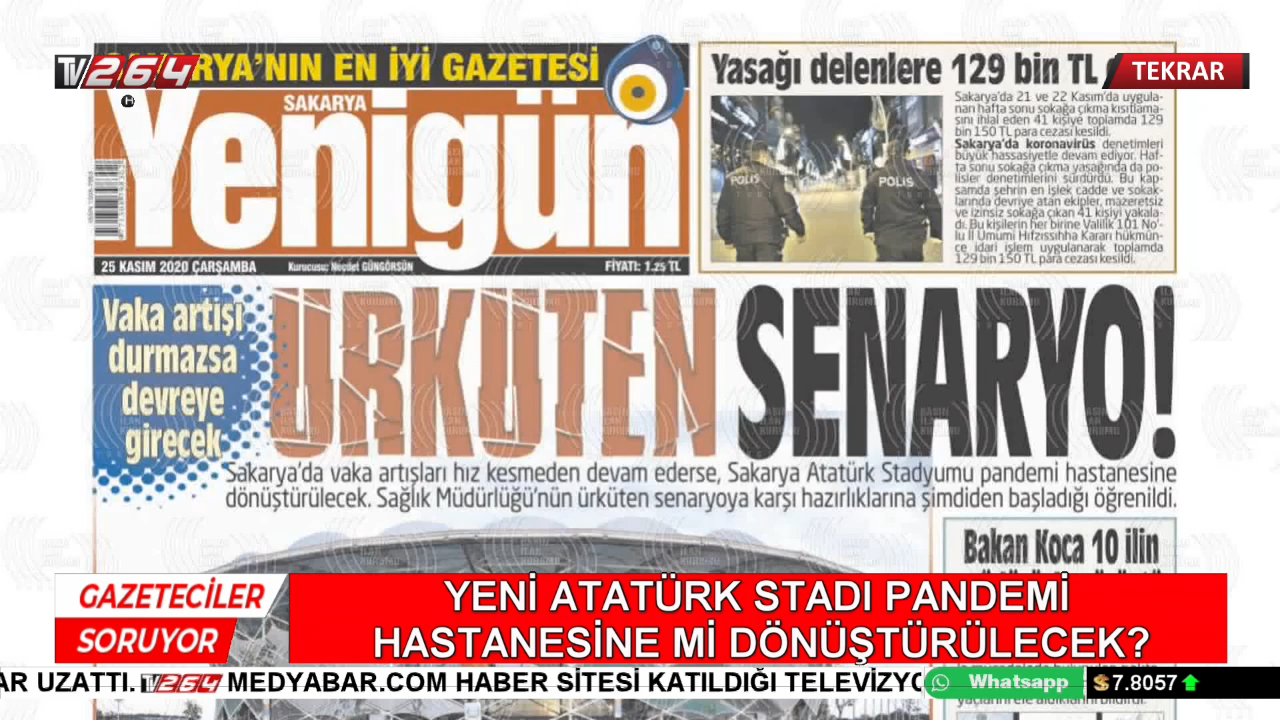 TV264
TEKRAR
SAKARYA'NIN EN İYİ GAZETESİ
SAKARYA
Yenigün
25 KASIM 2020 ÇARŞAMBA
Kurucusu: Necdet GÜNGÖRSÜN
FİYATI: 1.25 TL
Yasağı delenlere 129 bin TL
Sakarya'da 21 ve 22 Kasım'da uygula-
nan hafta sonu sokağa çıkma kısıtlama-
sını ihlal eden 41 kişiye toplamda 129
bin 150 TL para cezası kesildi.
Sakarya'da koronavirüs denetimleri
büyük hassasiyetle devam ediyor. Haf-
ta sonu sokağa çıkma yasağında da po-
lisler denetimlerini sürdürdü. Bu kap-
samda şehrin en işlek cadde ve sokak-
larında devriye atan ekipler, mazeretsiz
ve izinsiz sokağa çıkan 41 kişiyi yakala-
dı. Bu kişilerin her birine Valilik 101 No'-
lu İl Umumi Hıfzıssıhha Kararı hükmün-
ce idari işlem uygulanarak toplamda
129 bin 150 TL para cezası kesildi.
POLİS
POLİS
Vaka artışı
durmazsa
devreye
girecek
ÜRKÜTEN SENARYO!
Sakarya'da vaka artışları hız kesmeden devam ederse, Sakarya Atatürk Stadyumu pandemi hastanesine
dönüştürülecek. Sağlık Müdürlüğü'nün ürküten senaryoya karşı hazırlıklarına şimdiden başladığı öğrenildi.
Bakan Koca 10 ilin
GAZETECİLER
SORUYOR
YENİ ATATÜRK STADI PANDEMİ
HASTANESİNE Mİ DÖNÜŞTÜRÜLECEK?
AR UZATTI. TV264 MEDYABAR.COM HABER SİTESİ KATILDIĞI TELEVİZYO
Whatsapp
$7.8057